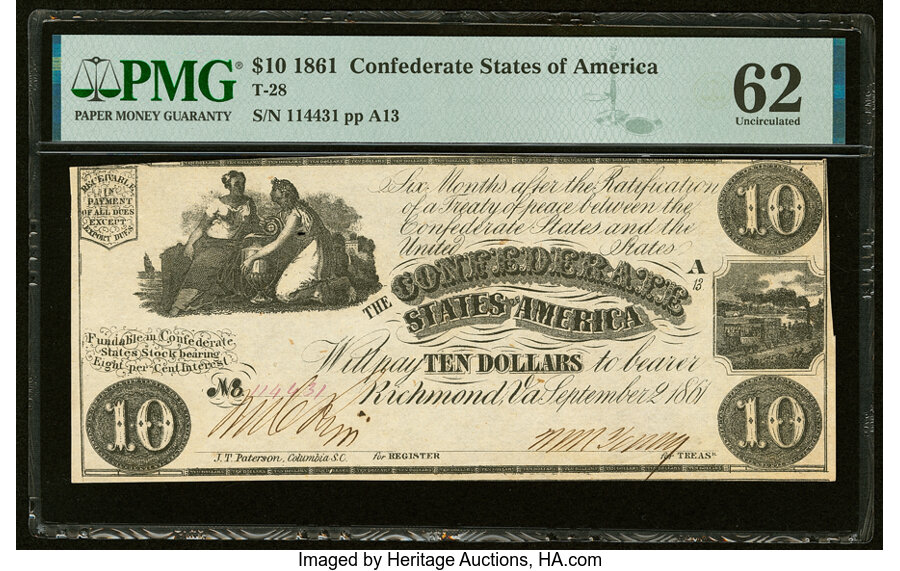 PMG®
PAPER MONEY GUARANTY
$10 1861 Confederate States of America
T-28
S/N 114431 pp A13
62
Uncirculated
RECEIVABLE
IN
PAYMENT
OF ALL DUES
EXCEPT
EXPORT DUES
Six Months after the Ratification
of a Treaty of peace between the
Confederate States and the
United States
10
A
13
THE CONFEDERATE
STATES OF AMERICA
Fundable in Confederate
States Stock bearing
Eight per Cent Interest
Will pay TEN DOLLARS to bearer
No. 114431
Richmond, Va September 2 1861
10
10
J. T. Paterson, Columbia S.C.
for REGISTER
for TREASR
Imaged by Heritage Auctions, HA.com